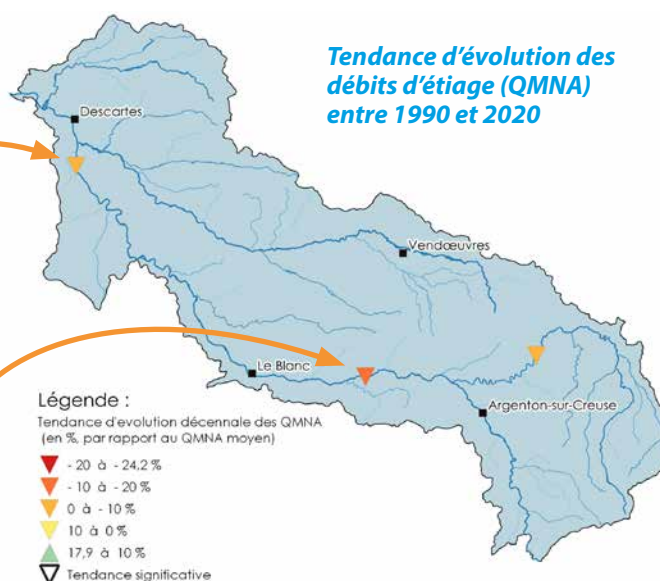 Tendance d'évolution des
débits d'étiage (QMNA)
entre 1990 et 2020
Descartes
Vendœuvres
Le Blanc
Argenton-sur-Creuse
Légende :
Tendance d'evolution décennale des QMNA
(en %, par rapport au QMNA moyen)
- 20 à - 24,2 %
- 10 à - 20 %
0 à - 10 %
10 à 0 %
17,9 à 10 %
Tendance significative